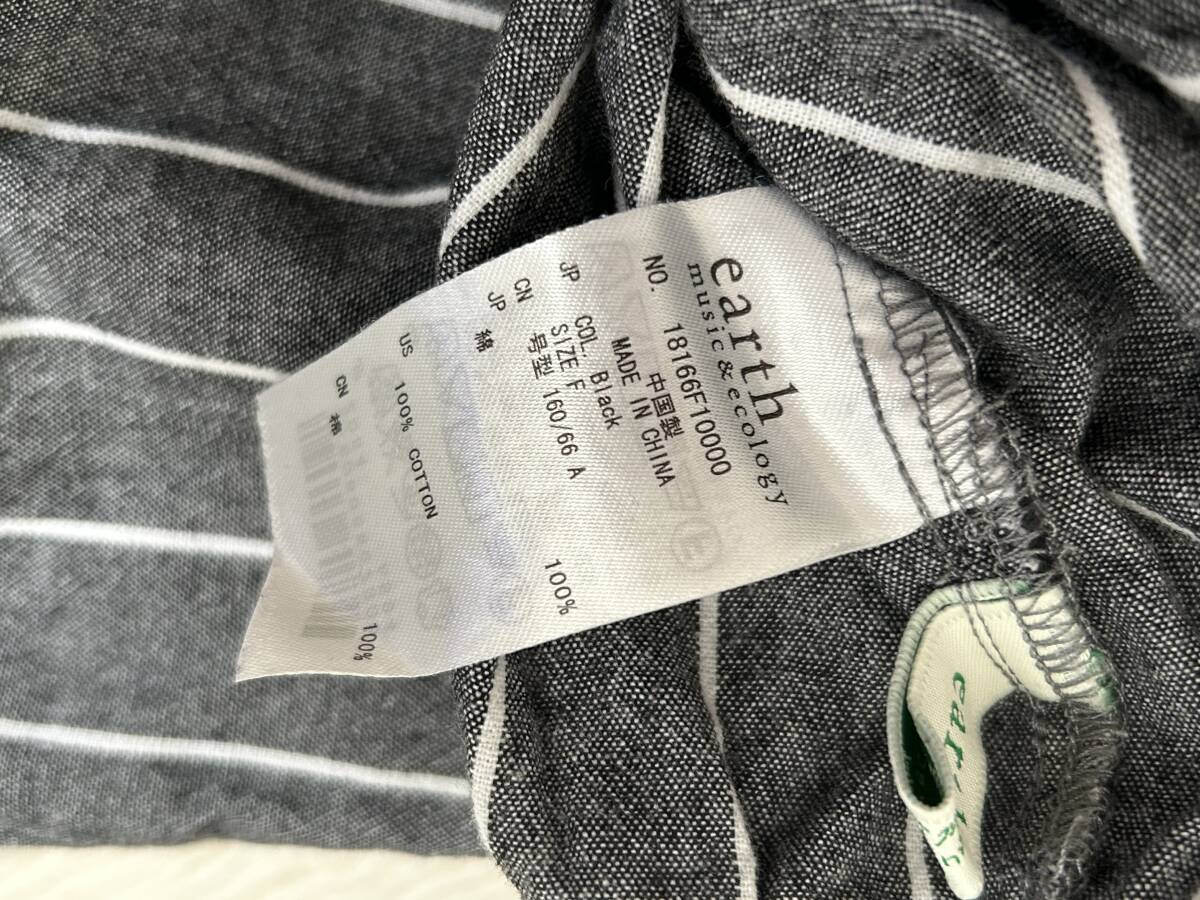 earth
music&ecology
NO. 18166F10000
中国製
MADE IN CHINA
JP COL. Black
SIZE F
CN 号型 160/66 A
JP 綿 100%
US 100% COTTON
CN 棉 100%